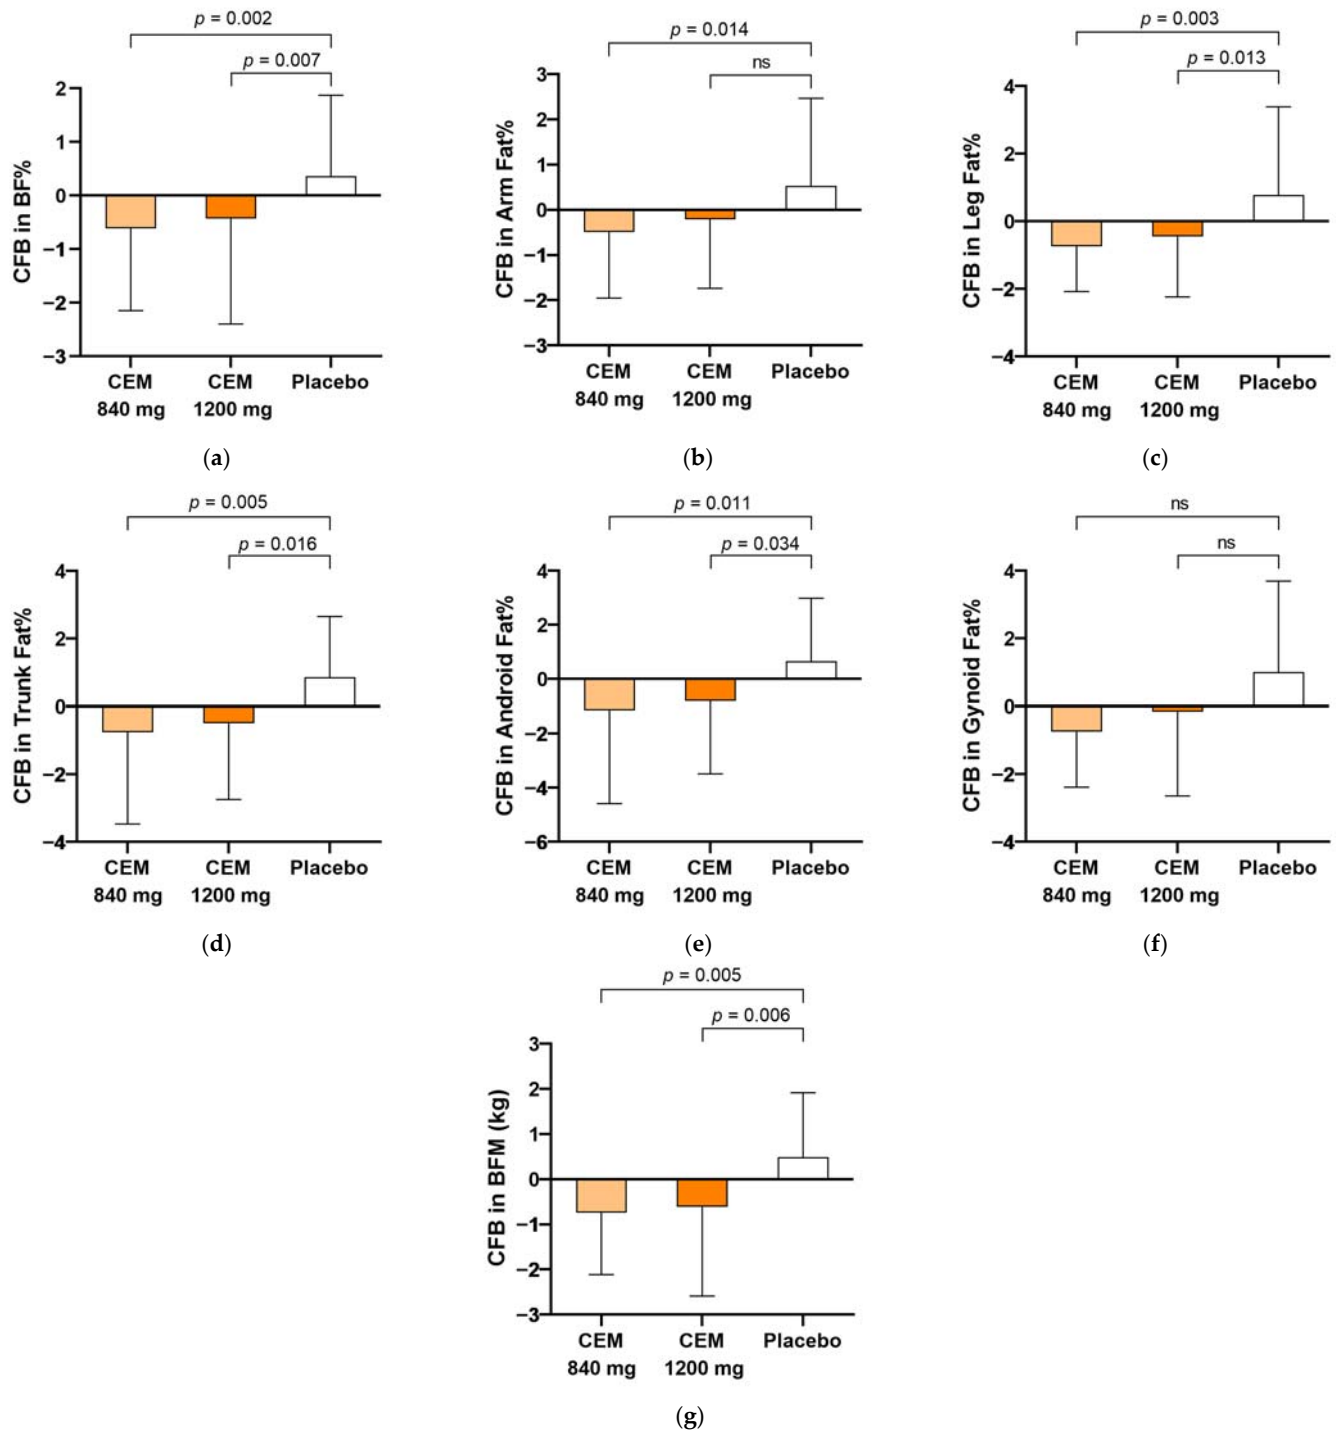 p = 0.002
p = 0.007
CFB in BF%
2
1
0
−1
−2
−3
CEM
840 mg
CEM
1200 mg
Placebo
(a)
p = 0.014
ns
CFB in Arm Fat%
3
2
1
0
−1
−2
−3
CEM
840 mg
CEM
1200 mg
Placebo
(b)
p = 0.003
p = 0.013
CFB in Leg Fat%
4
2
0
−2
−4
CEM
840 mg
CEM
1200 mg
Placebo
(c)
p = 0.005
p = 0.016
CFB in Trunk Fat%
4
2
0
−2
−4
CEM
840 mg
CEM
1200 mg
Placebo
(d)
p = 0.011
p = 0.034
CFB in Android Fat%
4
2
0
−2
−4
−6
CEM
840 mg
CEM
1200 mg
Placebo
(e)
ns
ns
CFB in Gynoid Fat%
4
2
0
−2
−4
CEM
840 mg
CEM
1200 mg
Placebo
(f)
p = 0.005
p = 0.006
CFB in BFM (kg)
3
2
1
0
−1
−2
−3
CEM
840 mg
CEM
1200 mg
Placebo
(g)